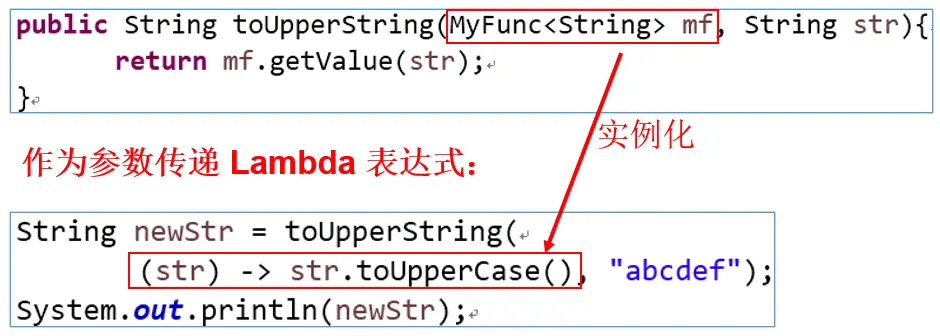 public String toUpperString(MyFunc<String> mf, String str){↵
return mf.getValue(str);↵
}↵
实例化
作为参数传递 Lambda 表达式：
String newStr = toUpperString(↵
(str) -> str.toUpperCase(), "abcdef");
System.out.println(newStr);↵